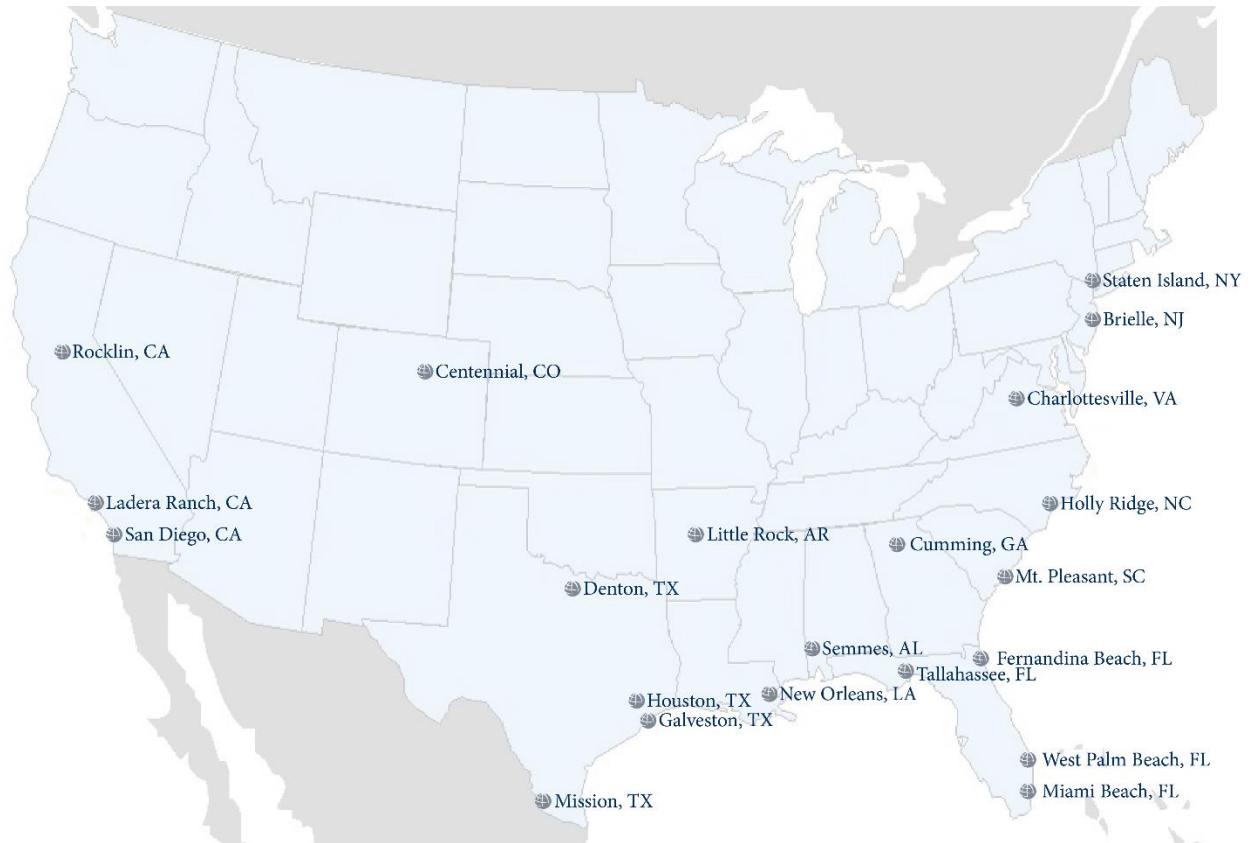 Staten Island, NY
Brielle, NJ
Rocklin, CA
Centennial, CO
Charlottesville, VA
Ladera Ranch, CA
Holly Ridge, NC
San Diego, CA
Little Rock, AR
Cumming, GA
Mt. Pleasant, SC
Denton, TX
Semmes, AL
Fernandina Beach, FL
Tallahassee, FL
New Orleans, LA
Houston, TX
Galveston, TX
West Palm Beach, FL
Miami Beach, FL
Mission, TX